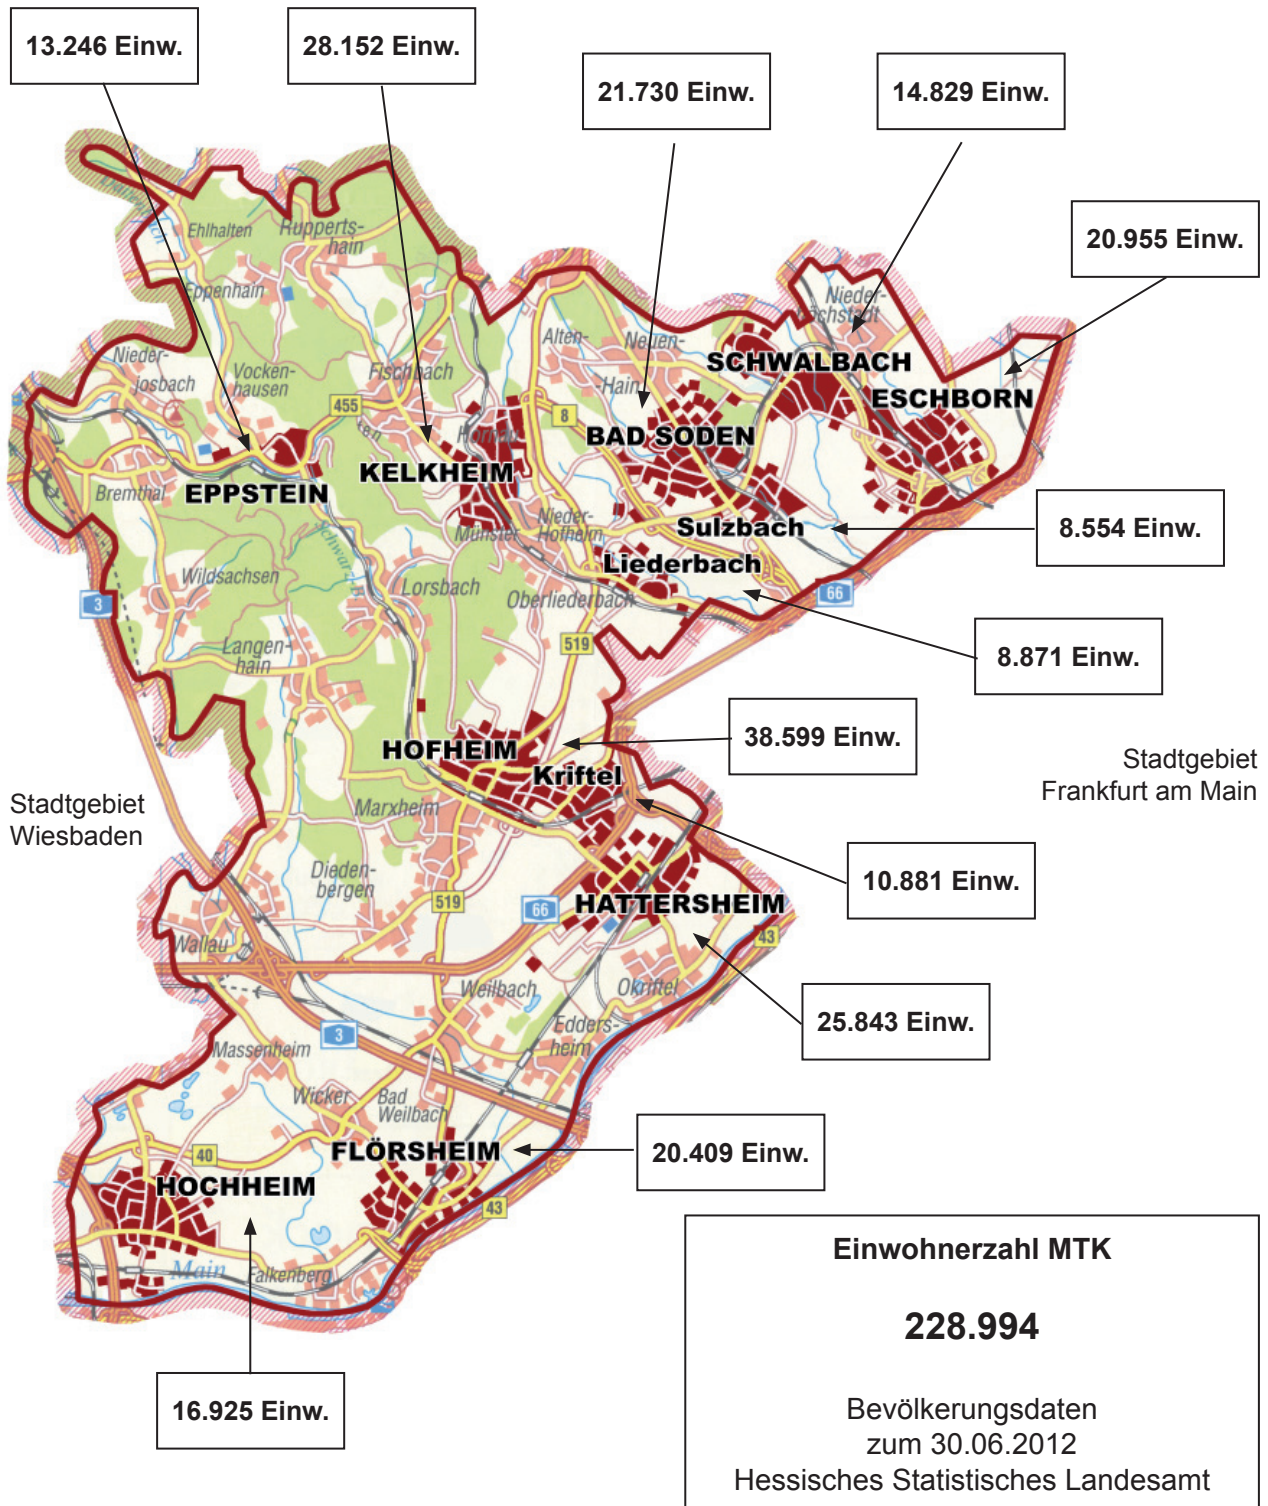 13.246 Einw.
28.152 Einw.
21.730 Einw.
14.829 Einw.
20.955 Einw.
Ehlhalten
Rupperts-
hain
Eppenhain
Nieder-
höchstadt
Nieder-
josbach
Vocken-
hausen
Fischbach
Alten-
Neuen-
-Hain
SCHWALBACH
ESCHBORN
455
8
Hornau
BAD SODEN
KELKHEIM
EPPSTEIN
Bremthal
Münster
Nieder-
Hofheim
Sulzbach
8.554 Einw.
Liederbach
Wildsachsen
Lorsbach
Oberliederbach
3
66
Langen-
hain
519
8.871 Einw.
HOFHEIM
38.599 Einw.
Kriftel
Stadtgebiet
Frankfurt am Main
Stadtgebiet
Wiesbaden
Marxheim
Dieden-
bergen
10.881 Einw.
519
66
HATTERSHEIM
43
Wallau
Weilbach
Okriftel
25.843 Einw.
3
Edders-
heim
Massenheim
Wicker
Bad
Weilbach
20.409 Einw.
FLÖRSHEIM
40
HOCHHEIM
43
Main
Falkenberg
16.925 Einw.
Einwohnerzahl MTK
228.994
Bevölkerungsdaten
zum 30.06.2012
Hessisches Statistisches Landesamt